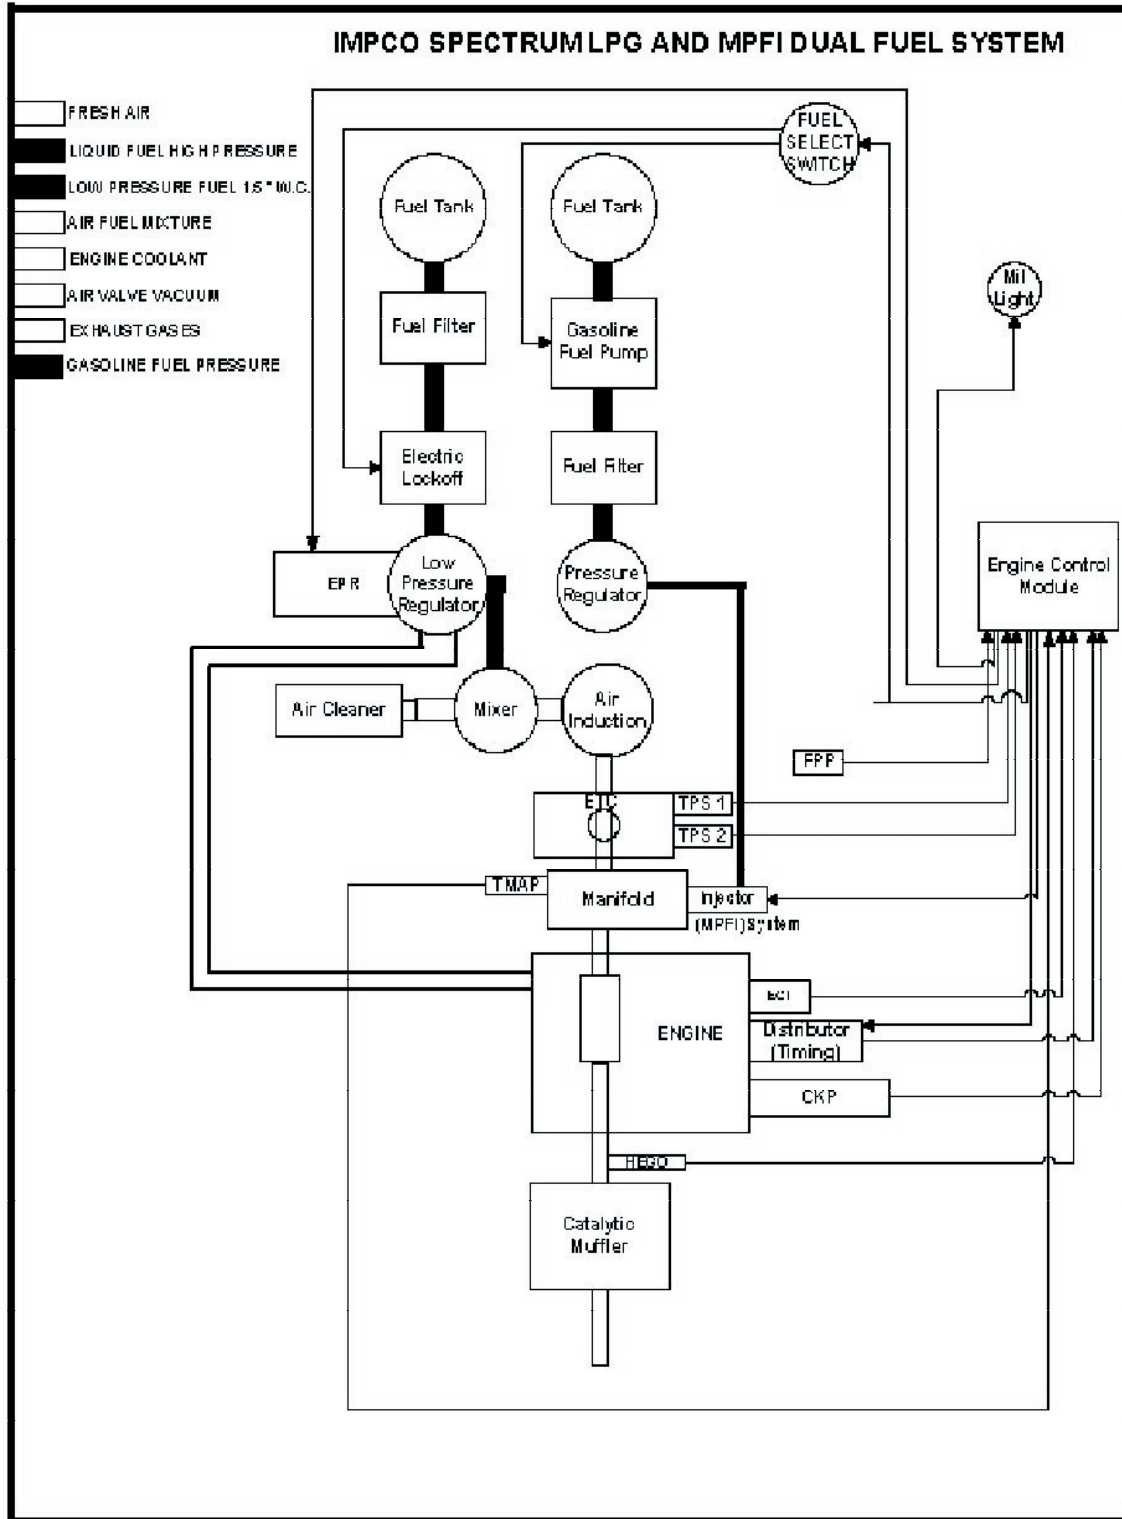 IMPCO SPECTRUM LPG AND MPFI DUAL FUEL SYSTEM
FRESH AIR
LIQUID FUEL HIGH PRESSURE
LOW PRESSURE FUEL 1.5" W.C.
AIR FUEL MIXTURE
ENGINE COOLANT
AIR VALVE VACUUM
EXHAUST GASES
GASOLINE FUEL PRESSURE
FUEL
SELECT
SWITCH
Fuel Tank
Fuel Tank
Mil
Light
Fuel Filter
Gasoline
Fuel Pump
Electric
Lockoff
Fuel Filter
EPR
Low
Pressure
Regulator
Pressure
Regulator
Engine Control
Module
Air Cleaner
Mixer
Air
Induction
FPP
ETC
TPS 1
TPS 2
TMAP
Manifold
Injector
(MPFI)System
ENGINE
ECT
Distributor
(Timing)
CKP
HEGO
Catalytic
Muffler